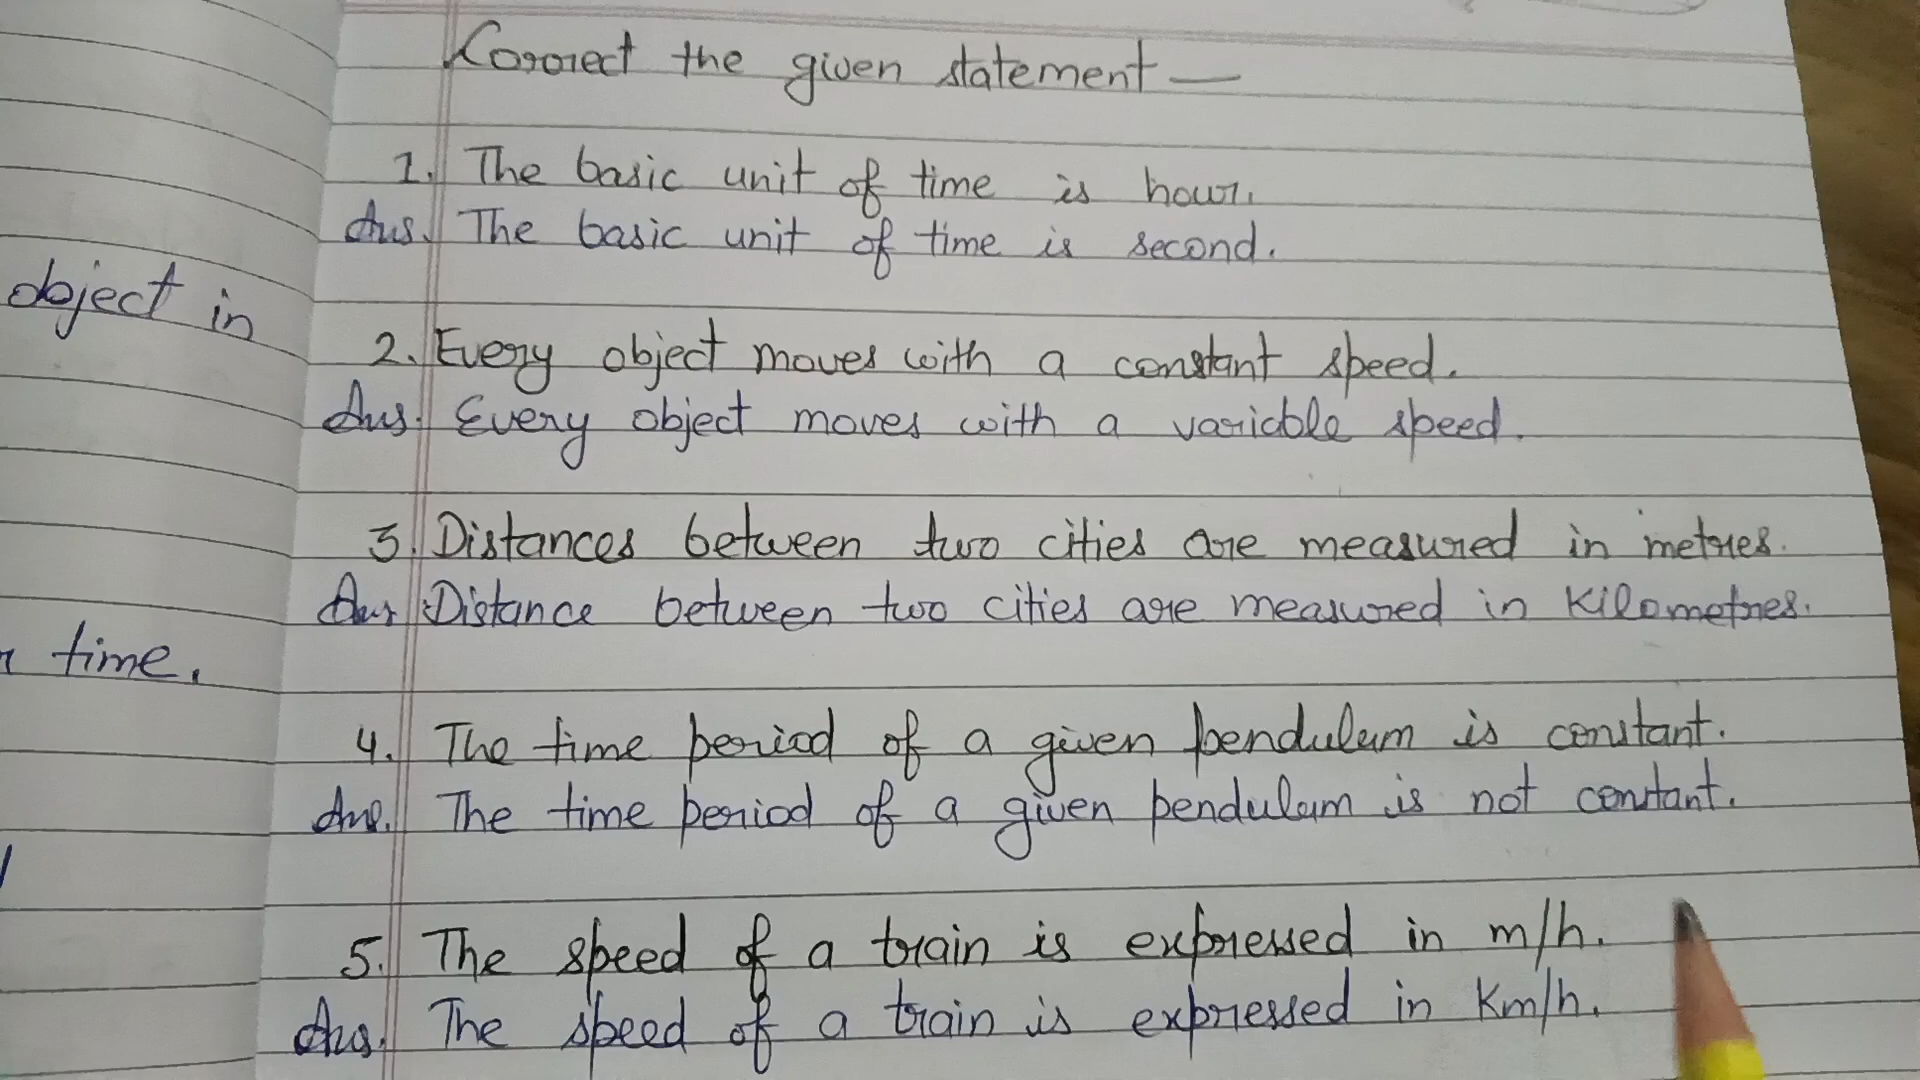 Correct the given statement —
1. The basic unit of time is hour.
Ans. The basic unit of time is second.
object in
2. Every object moves with a constant speed.
Ans. Every object moves with a variable speed.
3. Distances between two cities are measured in metres.
Ans. Distance between two cities are measured in Kilometres.
time.
4. The time period of a given pendulum is constant.
Ans. The time period of a given pendulum is not constant.
5. The speed of a train is expressed in m/h.
Ans. The speed of a train is expressed in Km/h.